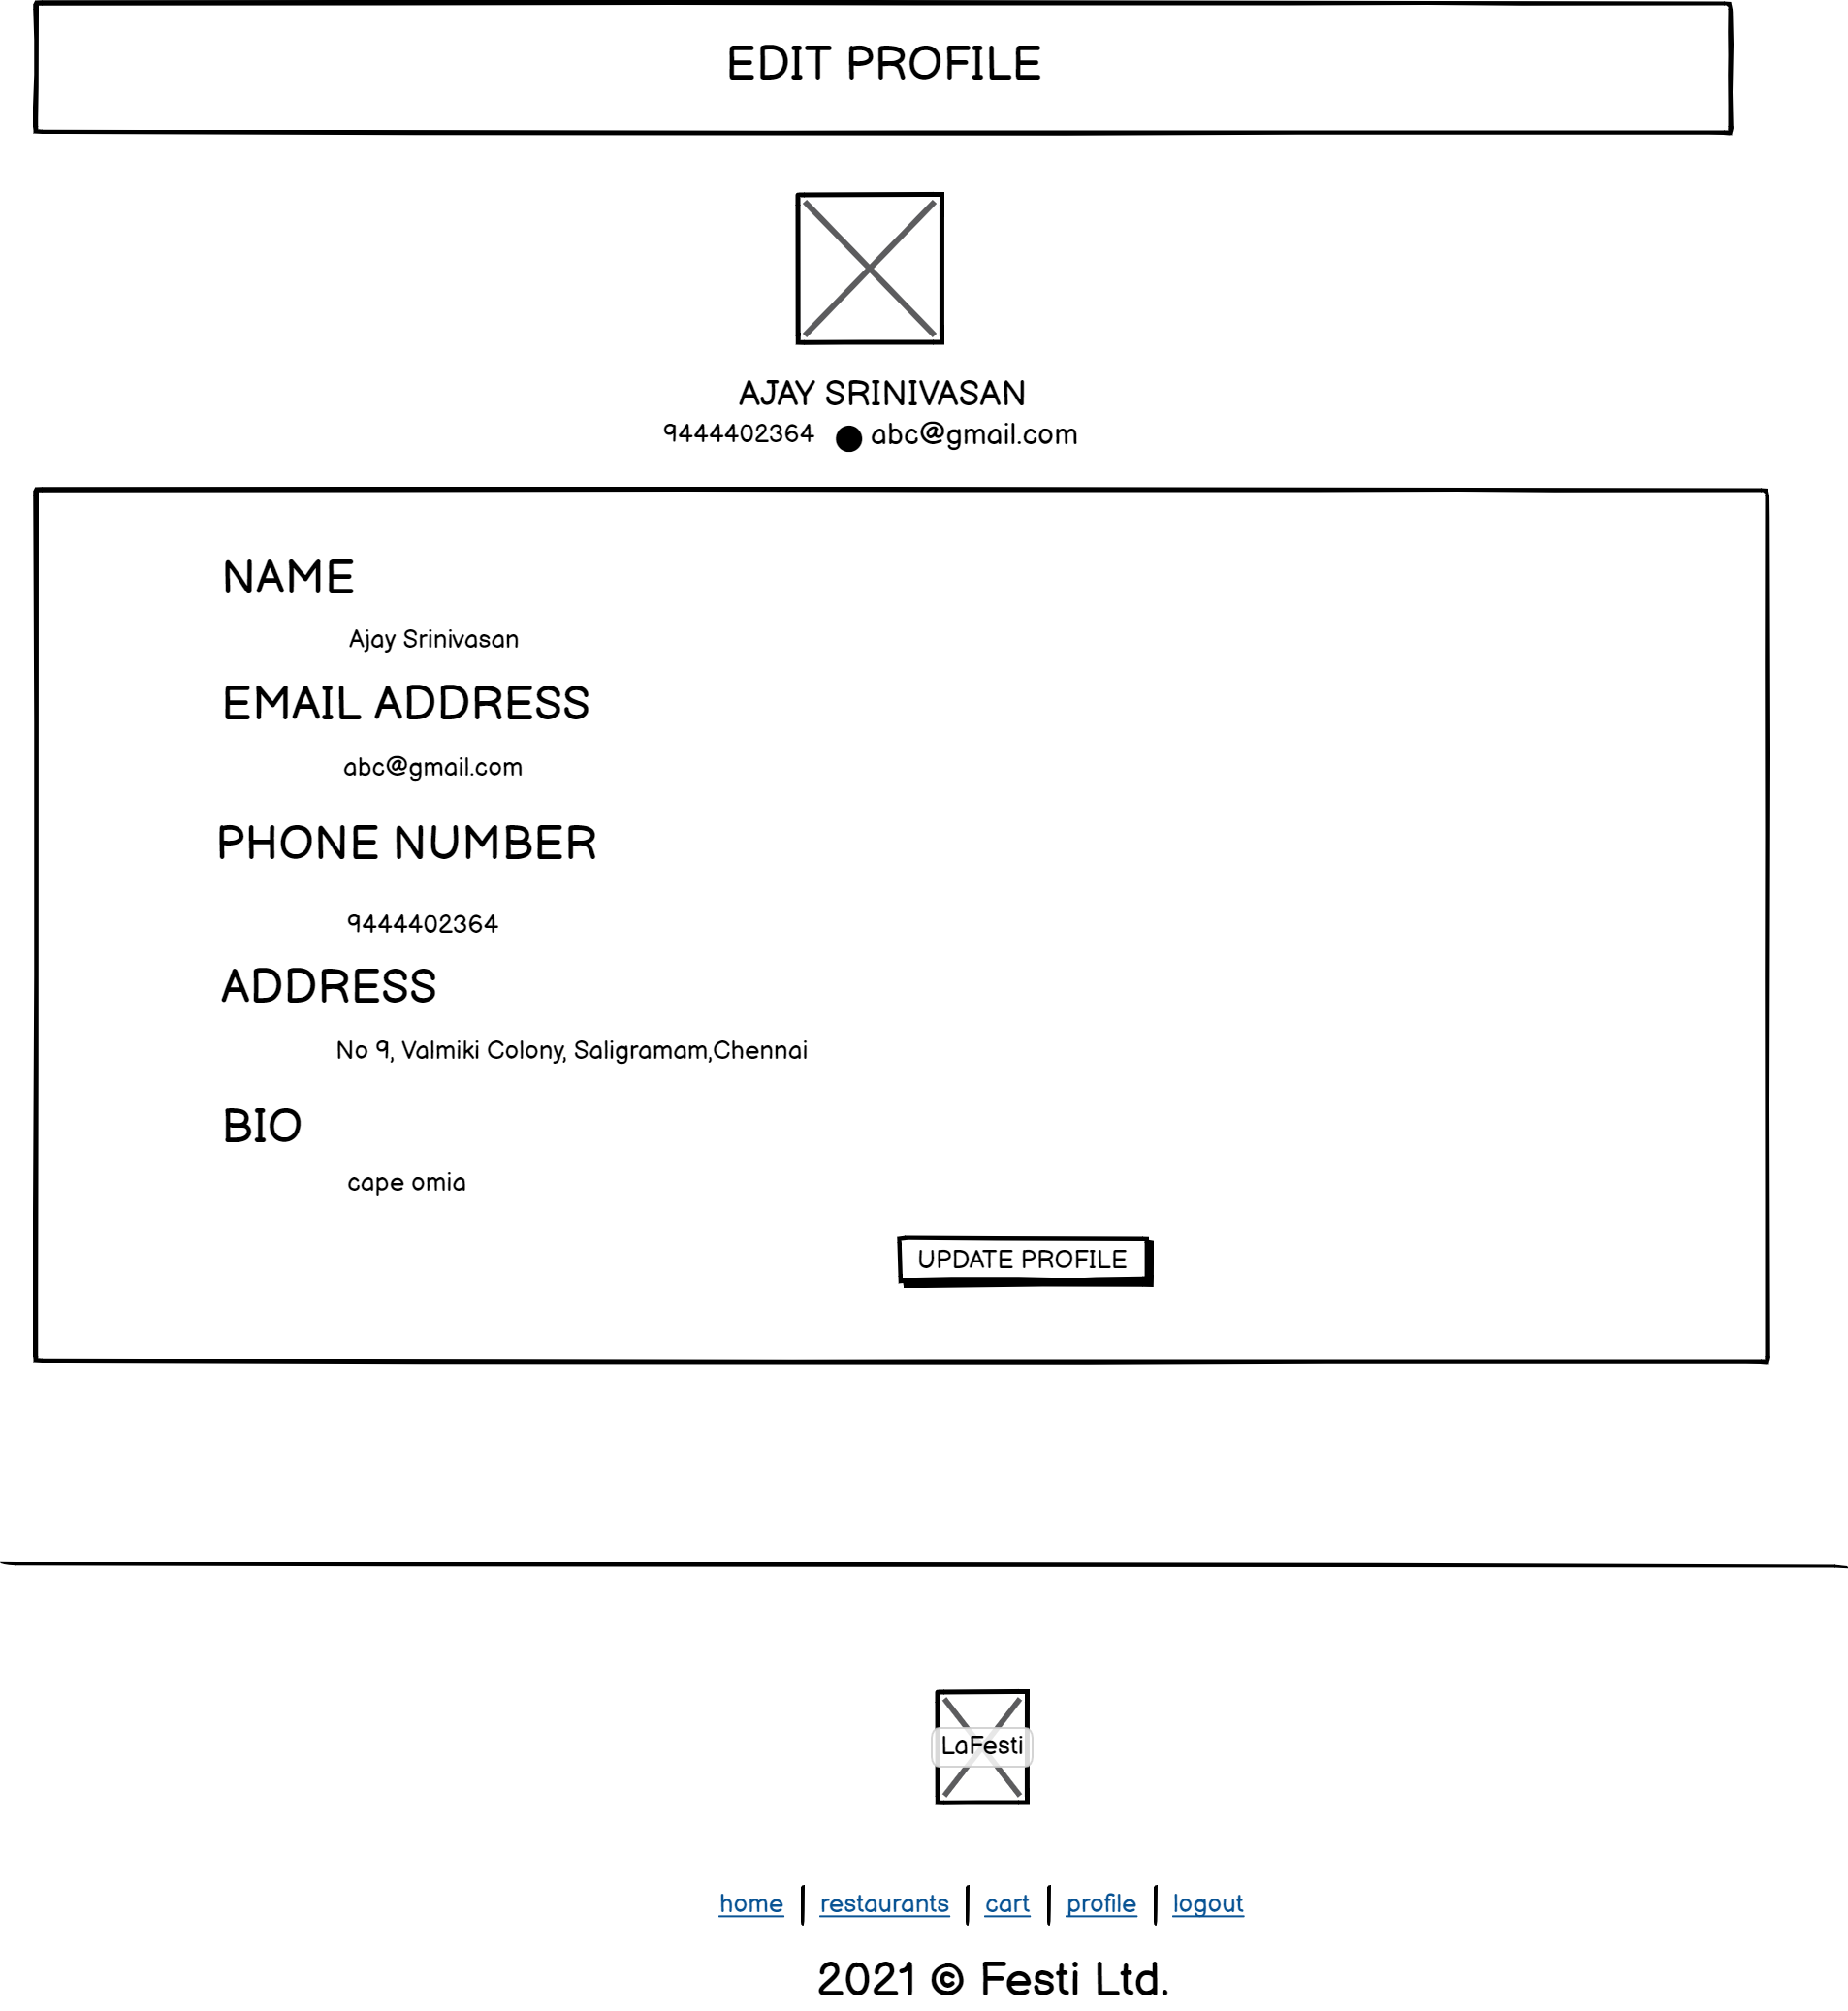 EDIT PROFILE
AJAY SRINIVASAN
9444402364 ● abc@gmail.com
NAME
Ajay Srinivasan
EMAIL ADDRESS
abc@gmail.com
PHONE NUMBER
9444402364
ADDRESS
No 9, Valmiki Colony, Saligramam,Chennai
BIO
cape omia
UPDATE PROFILE
LaFesti
home | restaurants | cart | profile | logout
2021 © Festi Ltd.